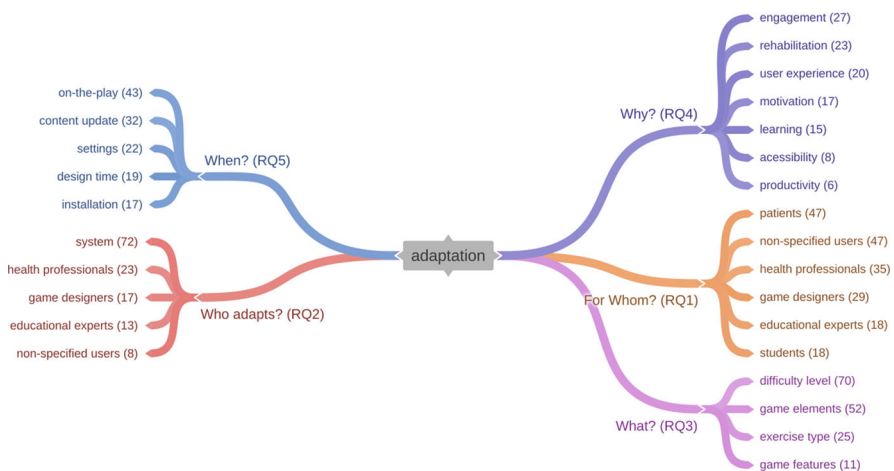 adaptation
When? (RQ5)
on-the-play (43)
content update (32)
settings (22)
design time (19)
installation (17)
Who adapts? (RQ2)
system (72)
health professionals (23)
game designers (17)
educational experts (13)
non-specified users (8)
Why? (RQ4)
engagement (27)
rehabilitation (23)
user experience (20)
motivation (17)
learning (15)
acessibility (8)
productivity (6)
For Whom? (RQ1)
patients (47)
non-specified users (47)
health professionals (35)
game designers (29)
educational experts (18)
students (18)
What? (RQ3)
difficulty level (70)
game elements (52)
exercise type (25)
game features (11)